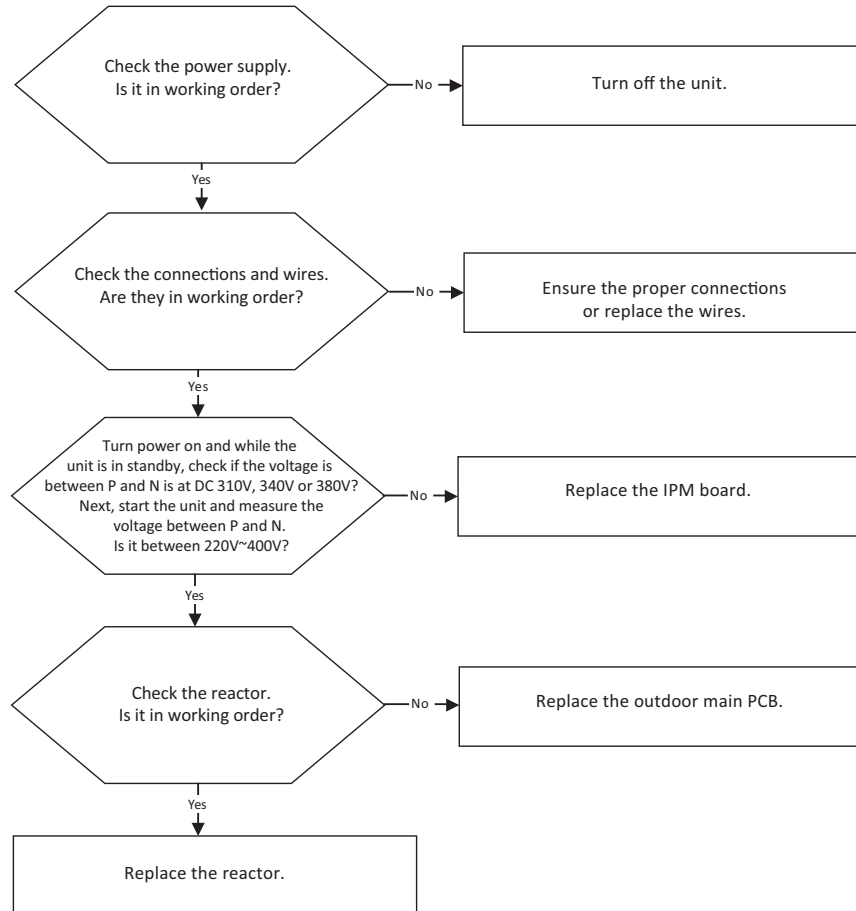 Check the power supply.
Is it in working order?
No
Turn off the unit.
Yes
Check the connections and wires.
Are they in working order?
No
Ensure the proper connections
or replace the wires.
Yes
Turn power on and while the
unit is in standby, check if the voltage is
between P and N is at DC 310V, 340V or 380V?
Next, start the unit and measure the
voltage between P and N.
Is it between 220V~400V?
No
Replace the IPM board.
Yes
Check the reactor.
Is it in working order?
No
Replace the outdoor main PCB.
Yes
Replace the reactor.